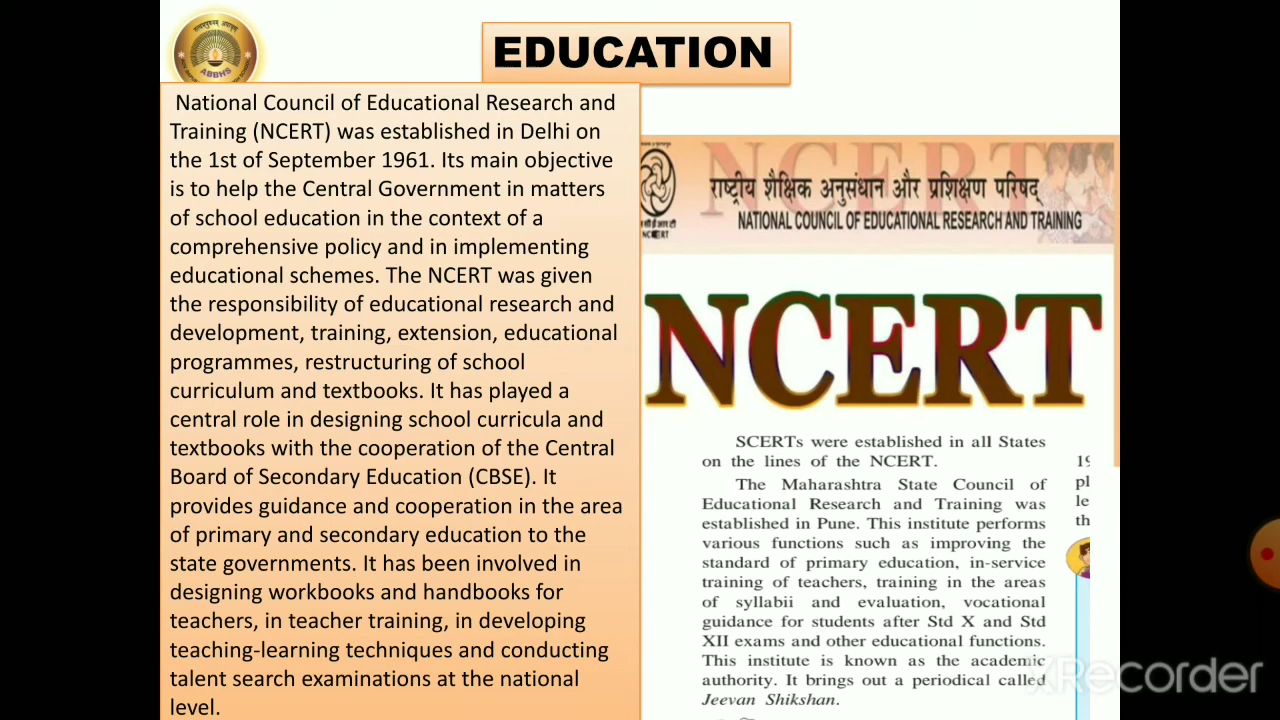 EDUCATION
ABBHS
National Council of Educational Research and
Training (NCERT) was established in Delhi on
the 1st of September 1961. Its main objective
is to help the Central Government in matters
of school education in the context of a
comprehensive policy and in implementing
educational schemes. The NCERT was given
the responsibility of educational research and
development, training, extension, educational
programmes, restructuring of school
curriculum and textbooks. It has played a
central role in designing school curricula and
textbooks with the cooperation of the Central
Board of Secondary Education (CBSE). It
provides guidance and cooperation in the area
of primary and secondary education to the
state governments. It has been involved in
designing workbooks and handbooks for
teachers, in teacher training, in developing
teaching-learning techniques and conducting
talent search examinations at the national
level.
NCERT
राष्ट्रीय शैक्षिक अनुसंधान और प्रशिक्षण परिषद्
NATIONAL COUNCIL OF EDUCATIONAL RESEARCH AND TRAINING
NCERT
NCERT
SCERTs were established in all States
on the lines of the NCERT.
The Maharashtra State Council of
Educational Research and Training was
established in Pune. This institute performs
various functions such as improving the
standard of primary education, in-service
training of teachers, training in the areas
of syllabii and evaluation, vocational
guidance for students after Std X and Std
XII exams and other educational functions.
This institute is known as the academic
authority. It brings out a periodical called
Jeevan Shikshan.
19
pl
le
th
XRecorder